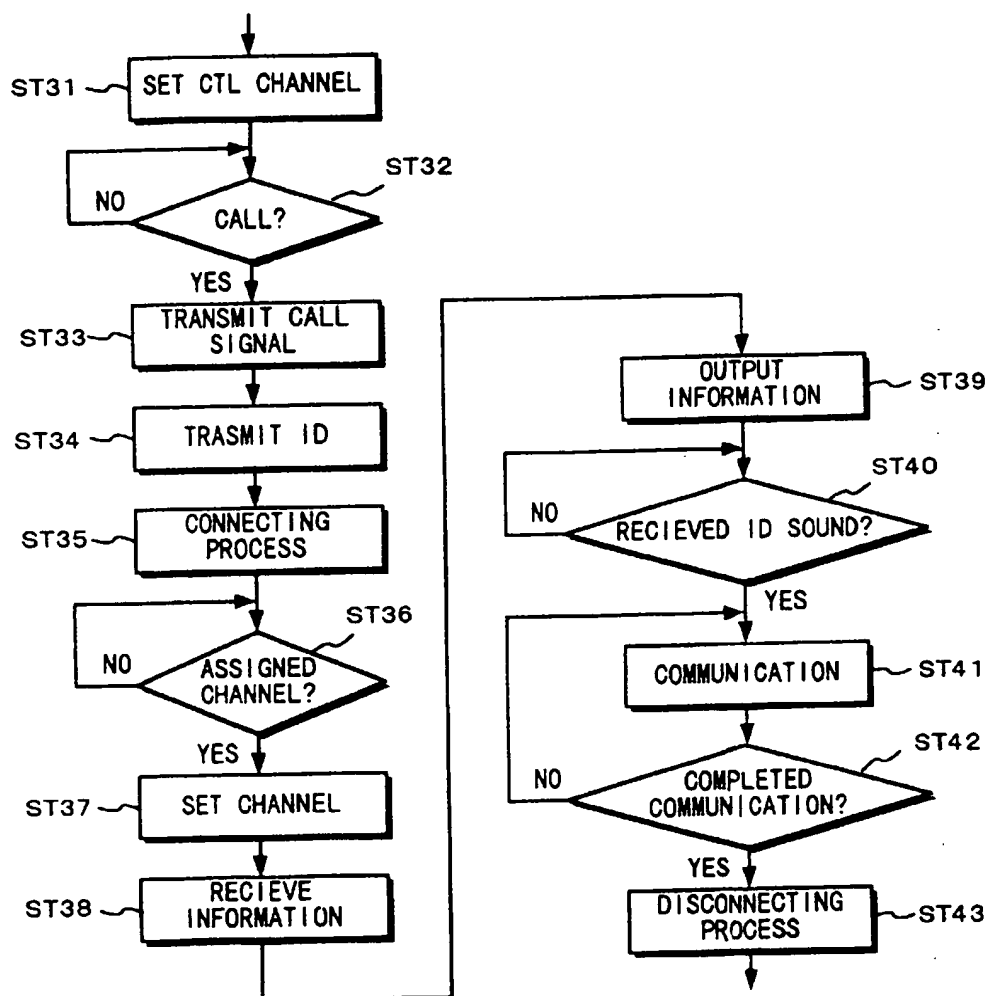 ST31
SET CTL CHANNEL
ST32
NO
CALL?
YES
ST33
TRANSMIT CALL
SIGNAL
ST34
TRASMIT ID
ST35
CONNECTING
PROCESS
ST36
NO
ASSIGNED
CHANNEL?
YES
ST37
SET CHANNEL
ST38
RECIEVE
INFORMATION
OUTPUT
INFORMATION
ST39
ST40
NO
RECIEVED ID SOUND?
YES
COMMUNICATION
ST41
ST42
NO
COMPLETED
COMMUNICATION?
YES
DISCONNECTING
PROCESS
ST43